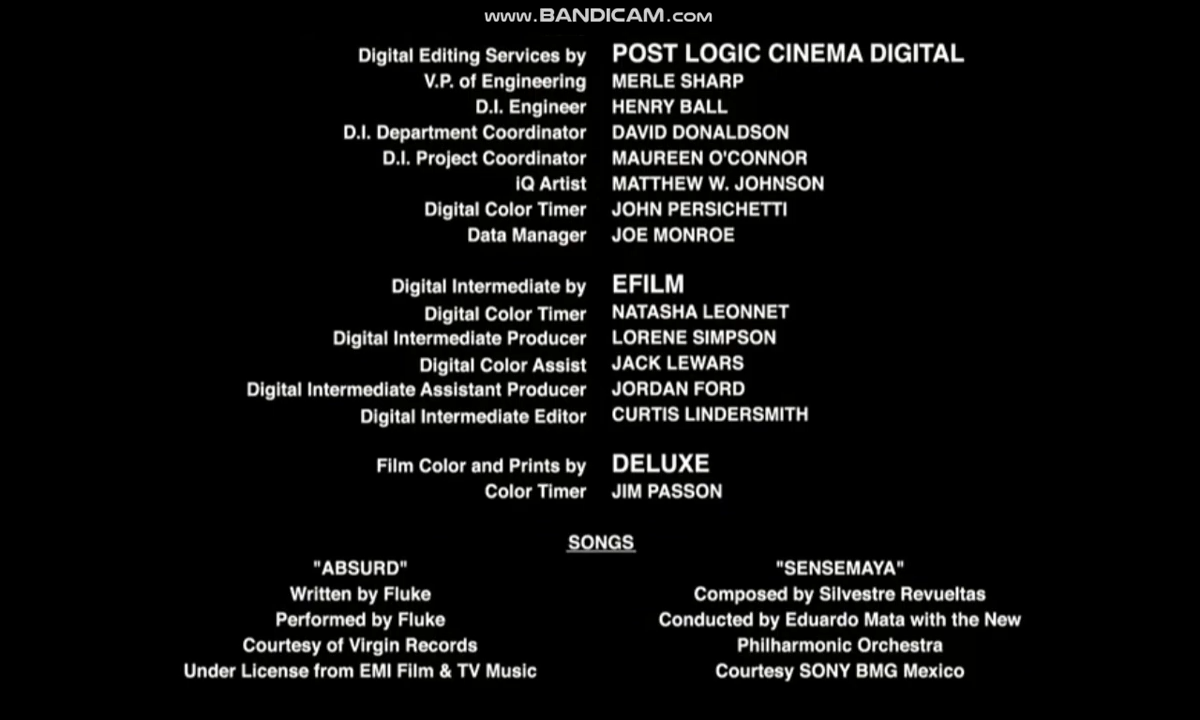 www.BANDICAM.com
Digital Editing Services by POST LOGIC CINEMA DIGITAL
V.P. of Engineering MERLE SHARP
D.I. Engineer HENRY BALL
D.I. Department Coordinator DAVID DONALDSON
D.I. Project Coordinator MAUREEN O'CONNOR
iQ Artist MATTHEW W. JOHNSON
Digital Color Timer JOHN PERSICHETTI
Data Manager JOE MONROE
Digital Intermediate by EFILM
Digital Color Timer NATASHA LEONNET
Digital Intermediate Producer LORENE SIMPSON
Digital Color Assist JACK LEWARS
Digital Intermediate Assistant Producer JORDAN FORD
Digital Intermediate Editor CURTIS LINDERSMITH
Film Color and Prints by DELUXE
Color Timer JIM PASSON
SONGS
"ABSURD"
Written by Fluke
Performed by Fluke
Courtesy of Virgin Records
Under License from EMI Film & TV Music
"SENSEMAYA"
Composed by Silvestre Revueltas
Conducted by Eduardo Mata with the New
Philharmonic Orchestra
Courtesy SONY BMG Mexico